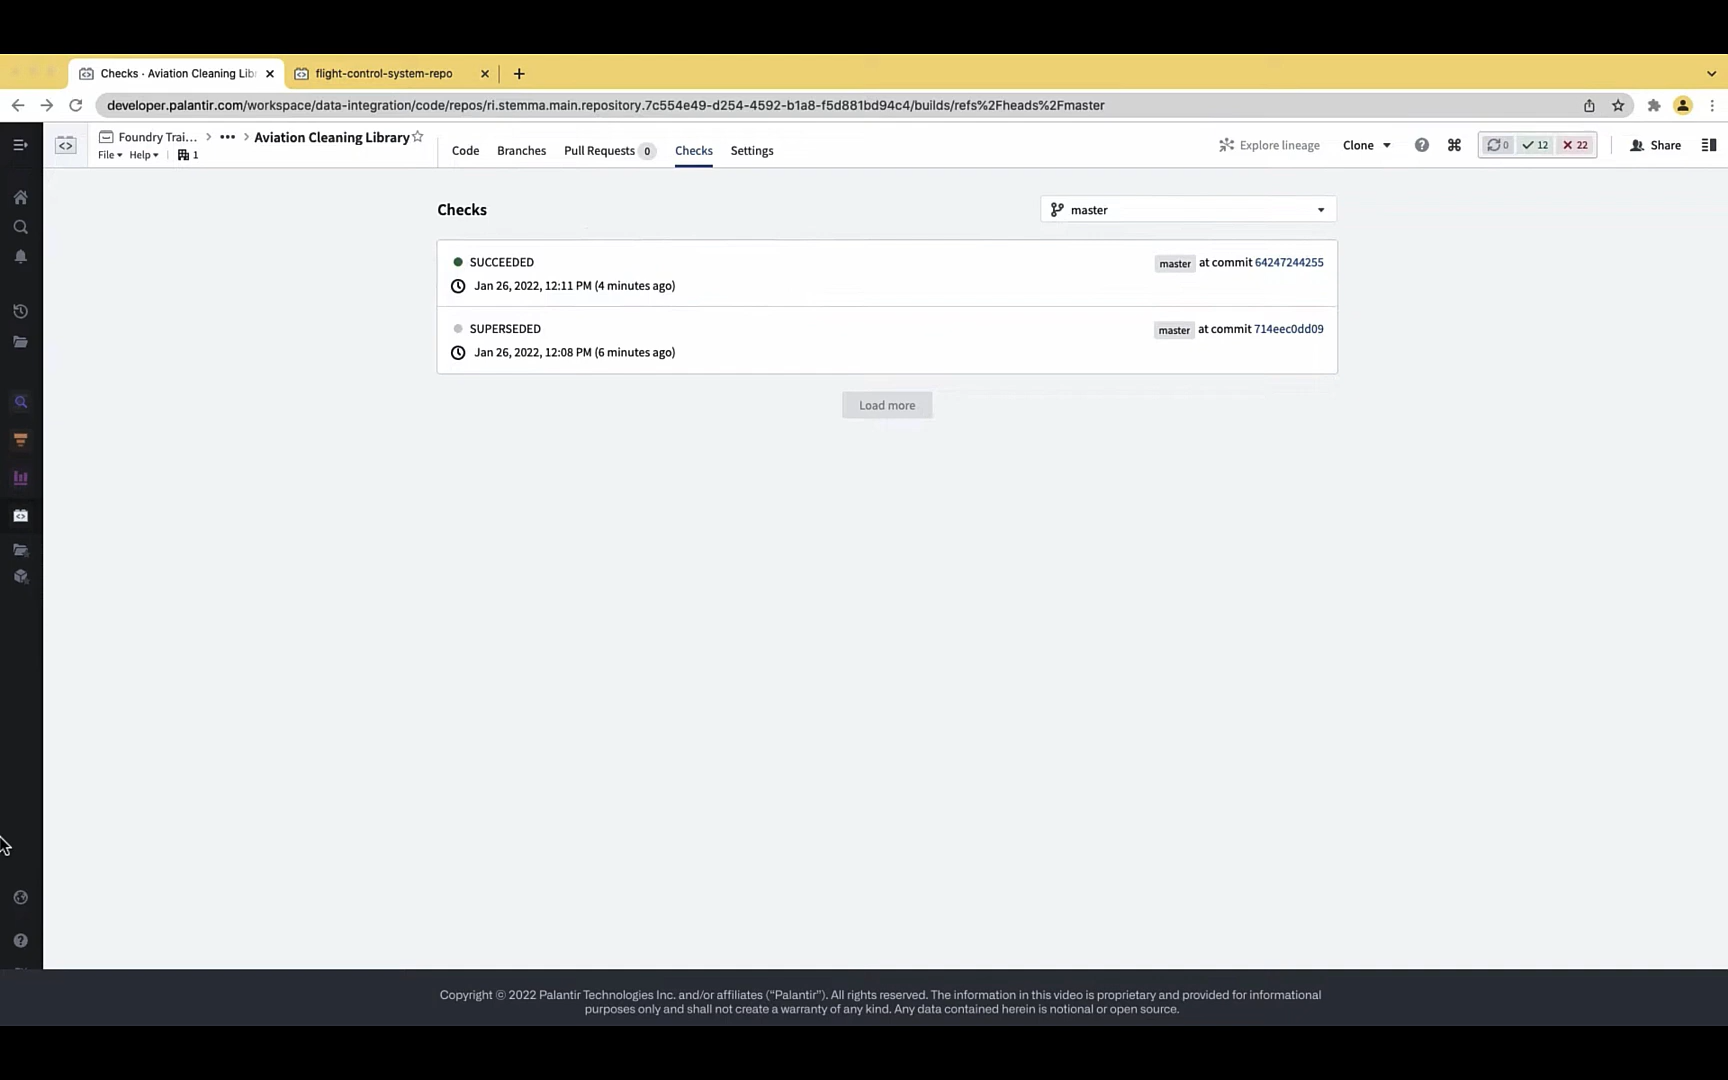 Checks · Aviation Cleaning Lib
flight-control-system-repo
developer.palantir.com/workspace/data-integration/code/repos/ri.stemma.main.repository.7c554e49-d254-4592-b1a8-f5d881bd94c4/builds/refs%2Fheads%2Fmaster
Foundry Trai... > ••• > Aviation Cleaning Library
File Help 1
Code Branches Pull Requests 0 Checks Settings
Explore lineage Clone 0 12 22 Share
Checks
master
SUCCEEDED
master at commit 64247244255
Jan 26, 2022, 12:11 PM (4 minutes ago)
SUPERSEDED
master at commit 714eec0dd09
Jan 26, 2022, 12:08 PM (6 minutes ago)
Load more
Copyright © 2022 Palantir Technologies Inc. and/or affiliates (“Palantir”). All rights reserved. The information in this video is proprietary and provided for informational
purposes only and shall not create a warranty of any kind. Any data contained herein is notional or open source.